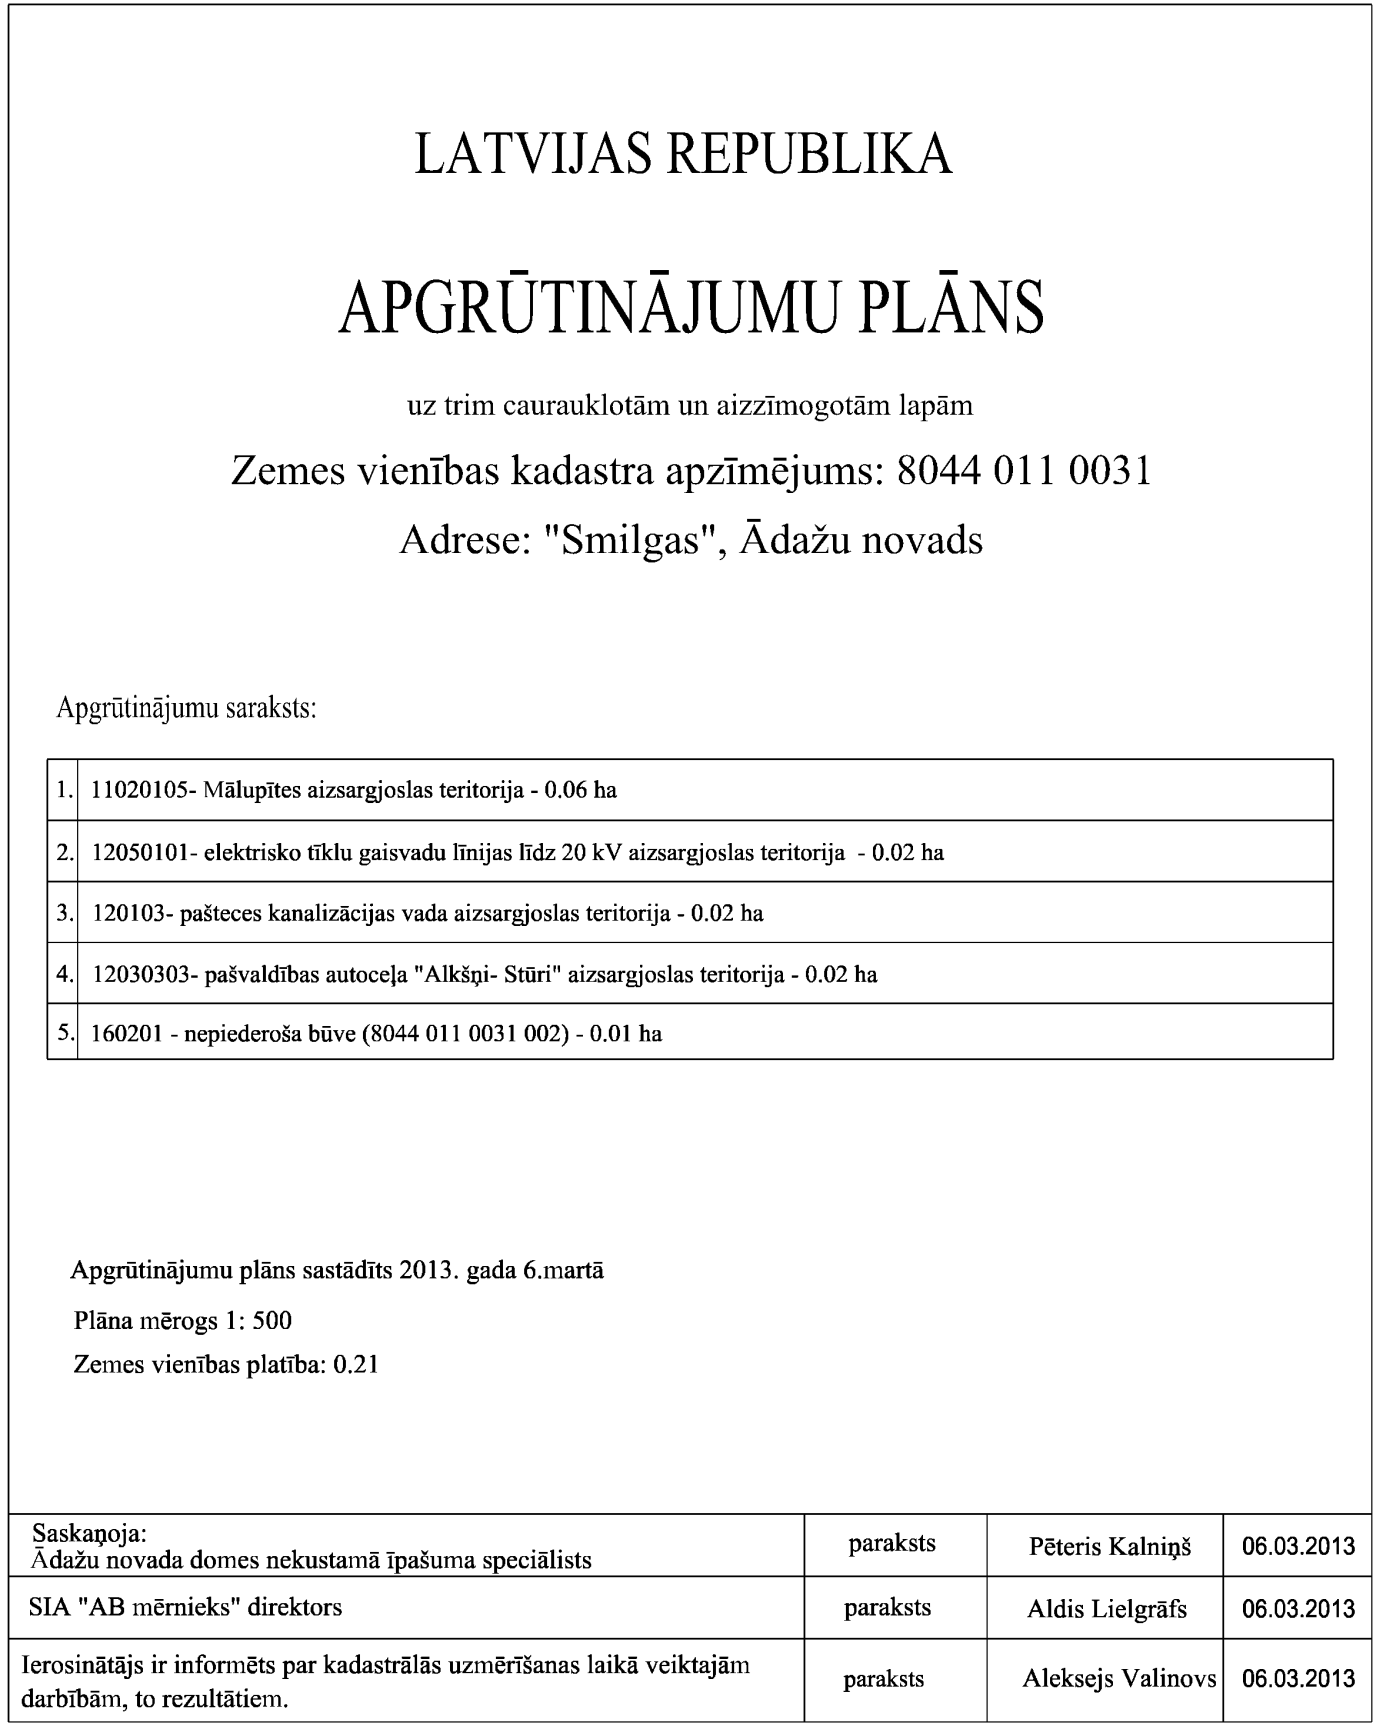 LATVIJAS REPUBLIKA
APGRŪTINĀJUMU PLĀNS
uz trim caurauklotām un aizzīmogotām lapām
Zemes vienības kadastra apzīmējums: 8044 011 0031
Adrese: "Smilgas", Ādažu novads
Apgrūtinājumu saraksts:
1. 11020105- Mālupītes aizsargjoslas teritorija - 0.06 ha
2. 12050101- elektrisko tīklu gaisvadu līnijas līdz 20 kV aizsargjoslas teritorija - 0.02 ha
3. 120103- pašteces kanalizācijas vada aizsargjoslas teritorija - 0.02 ha
4. 12030303- pašvaldības autoceļa "Alkšņi- Stūri" aizsargjoslas teritorija - 0.02 ha
5. 160201 - nepiederoša būve (8044 011 0031 002) - 0.01 ha
Apgrūtinājumu plāns sastādīts 2013. gada 6.martā
Plāna mērogs 1: 500
Zemes vienības platība: 0.21
Saskaņoja:
Ādažu novada domes nekustamā īpašuma speciālists paraksts Pēteris Kalniņš 06.03.2013
SIA "AB mērnieks" direktors paraksts Aldis Lielgrāfs 06.03.2013
Ierosinātājs ir informēts par kadastrālās uzmērīšanas laikā veiktajām
darbībām, to rezultātiem. paraksts Aleksejs Valinovs 06.03.2013